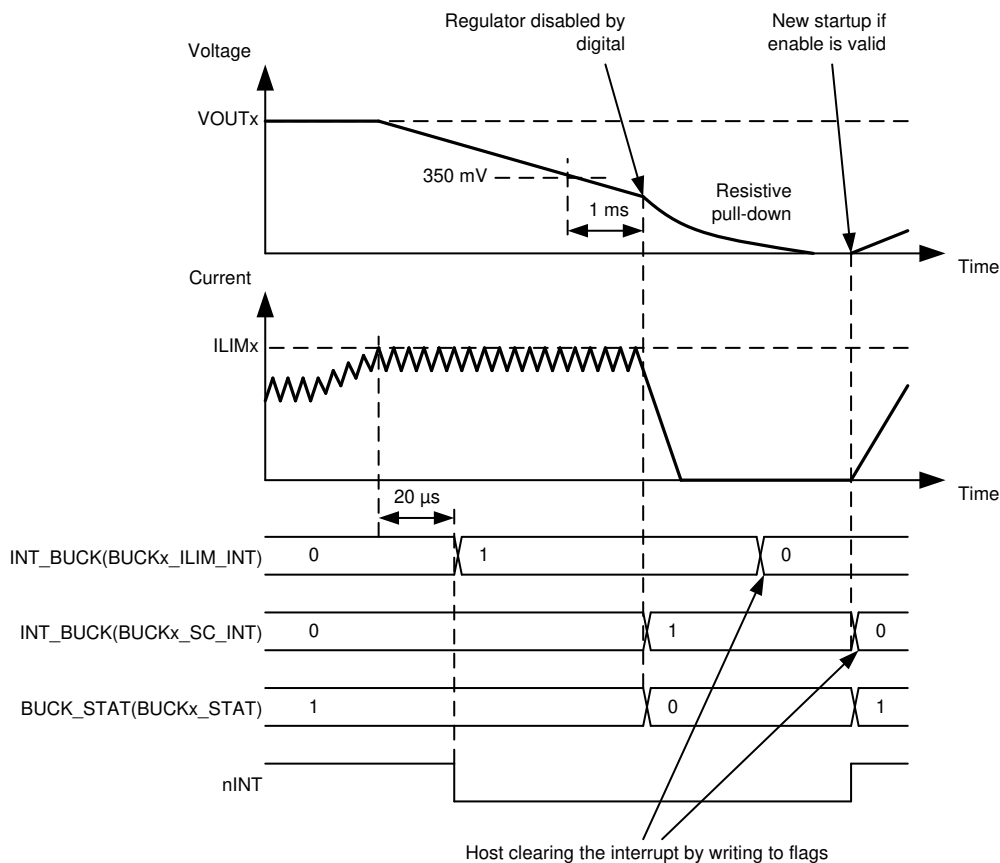 Regulator disabled by
digital
New startup if
enable is valid
Voltage
VOUTx
350 mV
1 ms
Resistive
pull-down
Time
Current
ILIMx
Time
20 µs
INT_BUCK(BUCKx_ILIM_INT)
0
1
0
INT_BUCK(BUCKx_SC_INT)
0
1
0
BUCK_STAT(BUCKx_STAT)
1
0
1
nINT
Host clearing the interrupt by writing to flags